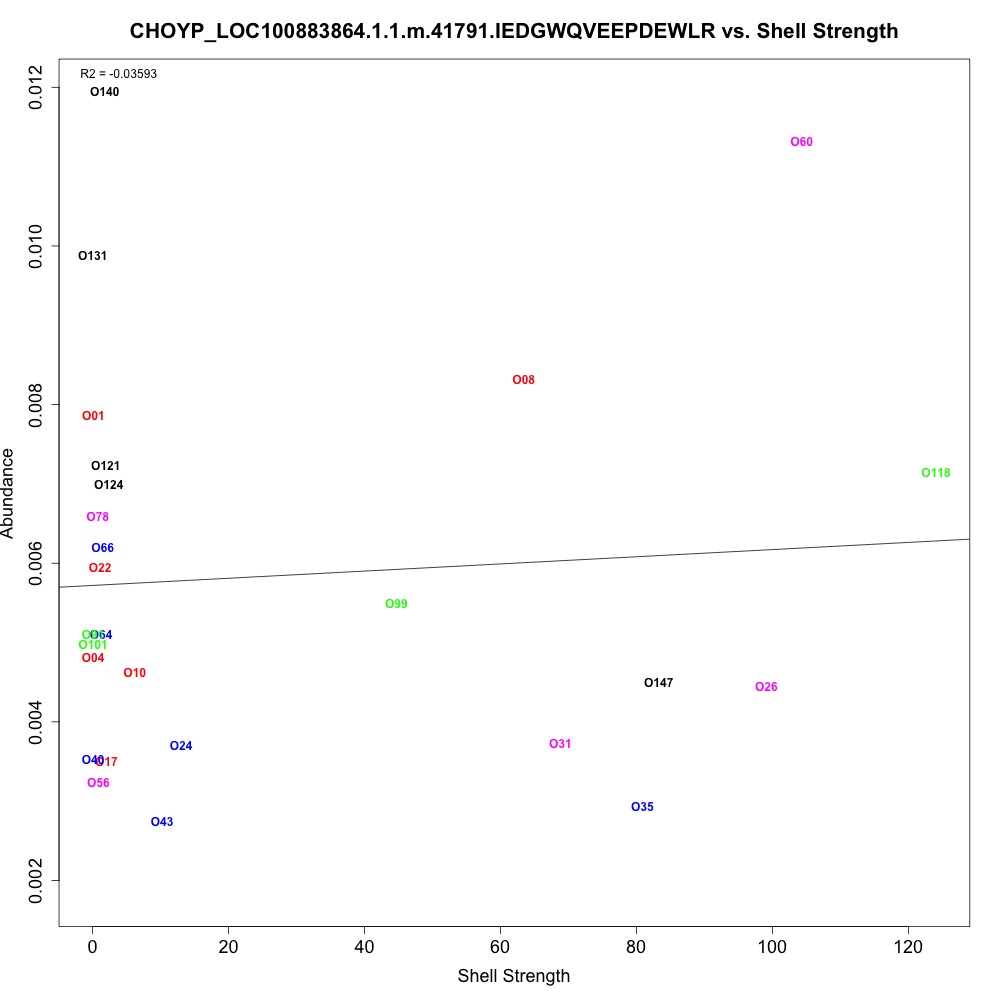 CHOYP_LOC100883864.1.1.m.41791.IEDGWQVEEPDEWLR vs. Shell Strength
R2 = -0.03593
O140
O60
O131
O08
O01
O121
O118
O124
O78
O66
O22
O99
O64
O101
O04
O10
O147
O26
O31
O24
O40
O17
O56
O35
O43
0.012
0.010
0.008
0.006
0.004
0.002
Abundance
0 20 40 60 80 100 120
Shell Strength